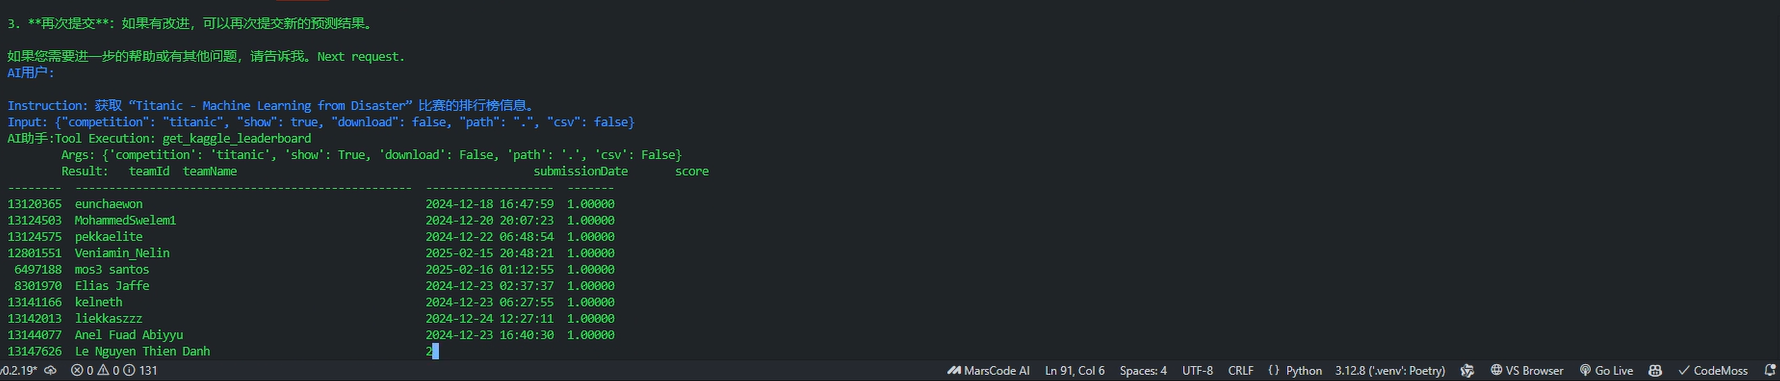 3. **再次提交**: 如果有改进，可以再次提交新的预测结果。
如果您需要进一步的帮助或有其他问题，请告诉我。Next request.
AI用户:
Instruction: 获取 “Titanic - Machine Learning from Disaster” 比赛的排行榜信息。
Input: {"competition": "titanic", "show": true, "download": false, "path": ".", "csv": false}
AI助手:Tool Execution: get_kaggle_leaderboard
Args: {'competition': 'titanic', 'show': True, 'download': False, 'path': '.', 'csv': False}
Result:   teamId  teamName                                            submissionDate       score
--------  --------------------------------------------------  -------------------  -------
13120365  eunchaewon                                          2024-12-18 16:47:59  1.00000
13124503  MohammedSwelem1                                     2024-12-20 20:07:23  1.00000
13124575  pekkaelite                                          2024-12-22 06:48:54  1.00000
12801551  Veniamin_Nelin                                      2025-02-15 20:48:21  1.00000
6497188  mos3 santos                                         2025-02-16 01:12:55  1.00000
8301970  Elias Jaffe                                         2024-12-23 02:37:37  1.00000
13141166  kelneth                                             2024-12-23 06:27:55  1.00000
13142013  liekkaszzz                                          2024-12-24 12:27:11  1.00000
13144077  Anel Fuad Abiyyu                                    2024-12-23 16:40:30  1.00000
13147626  Le Nguyen Thien Danh                                2
v0.2.19* 0 0 131 MarsCode AI Ln 91, Col 6 Spaces: 4 UTF-8 CRLF {} Python 3.12.8 ('.venv': Poetry) VS Browser Go Live CodeMoss